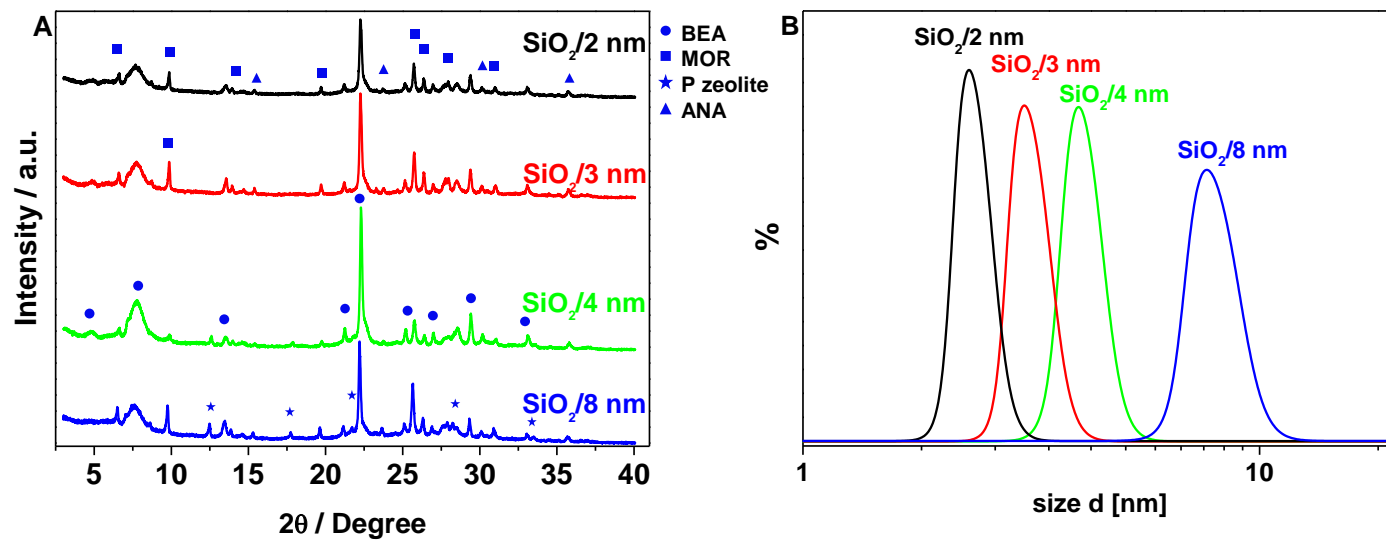 A
SiO2/2 nm
SiO2/3 nm
SiO2/4 nm
SiO2/8 nm
Intensity / a.u.
5 10 15 20 25 30 35 40
2θ / Degree
BEA
MOR
P zeolite
ANA
B
SiO2/2 nm
SiO2/3 nm
SiO2/4 nm
SiO2/8 nm
%
1 10
size d [nm]